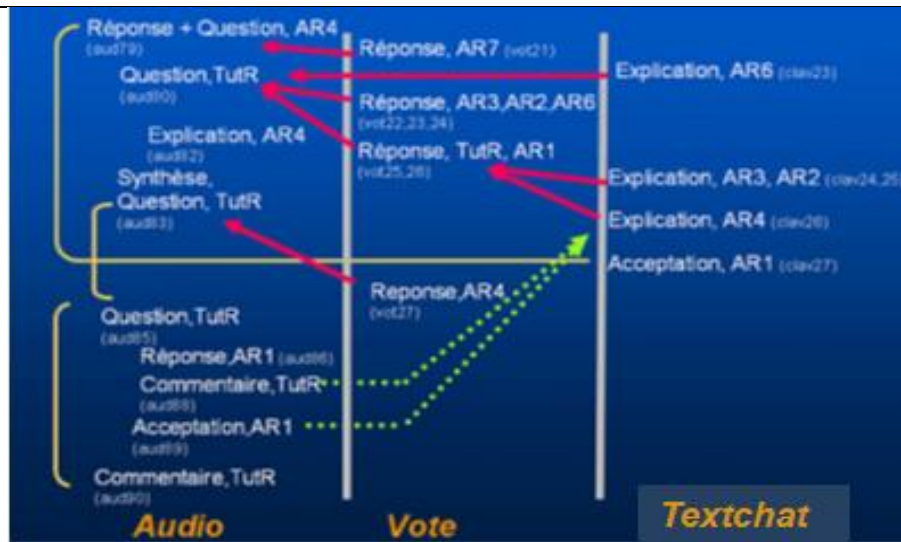 Réponse + Question, AR4
(aud79)
Question,TutR
(aud80)
Explication, AR4
(aud82)
Synthèse,
Question, TutR
(aud83)
Question,TutR
(aud85)
Réponse,AR1 (aud86)
Commentaire,TutR
(aud88)
Acceptation,AR1
(aud89)
Commentaire,TutR
(aud90)
Audio
Réponse, AR7 (vot21)
Réponse, AR3,AR2,AR6
(vot22,23,24)
Réponse, TutR, AR1
(vot25,26)
Reponse,AR4
(vot27)
Vote
Explication, AR6 (clav23)
Explication, AR3, AR2 (clav24,25)
Explication, AR4 (clav26)
Acceptation, AR1 (clav27)
Textchat